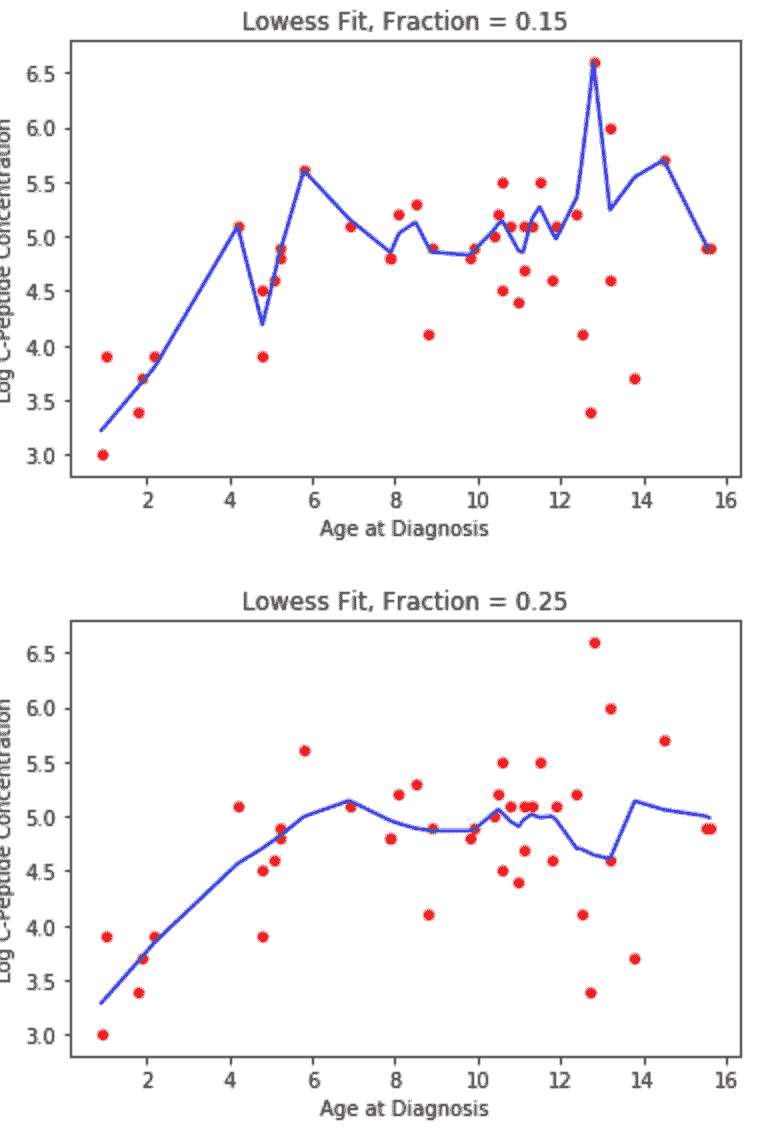 Lowess Fit, Fraction = 0.15
Log C-Peptide Concentration
6.5
6.0
5.5
5.0
4.5
4.0
3.5
3.0
2 4 6 8 10 12 14 16
Age at Diagnosis
Lowess Fit, Fraction = 0.25
Log C-Peptide Concentration
6.5
6.0
5.5
5.0
4.5
4.0
3.5
3.0
2 4 6 8 10 12 14 16
Age at Diagnosis